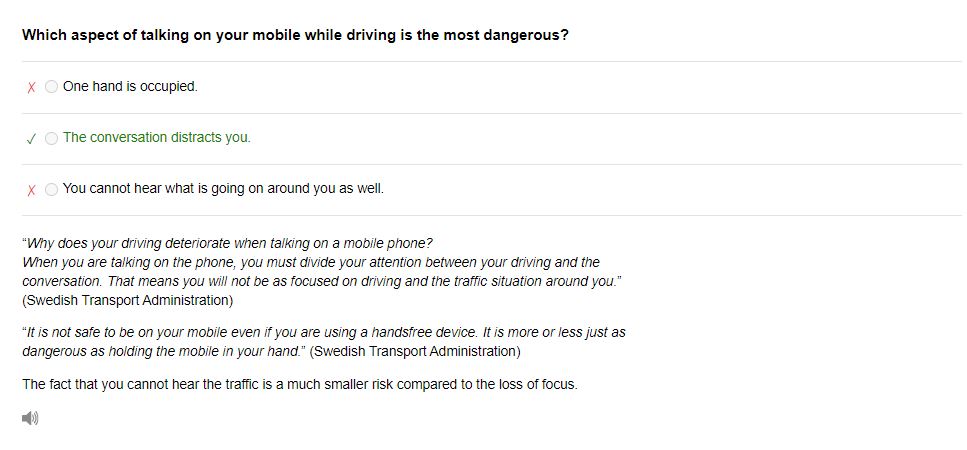 Which aspect of talking on your mobile while driving is the most dangerous?
✗ One hand is occupied.
✓ The conversation distracts you.
✗ You cannot hear what is going on around you as well.
“Why does your driving deteriorate when talking on a mobile phone?
When you are talking on the phone, you must divide your attention between your driving and the
conversation. That means you will not be as focused on driving and the traffic situation around you.”
(Swedish Transport Administration)
“It is not safe to be on your mobile even if you are using a handsfree device. It is more or less just as
dangerous as holding the mobile in your hand.” (Swedish Transport Administration)
The fact that you cannot hear the traffic is a much smaller risk compared to the loss of focus.